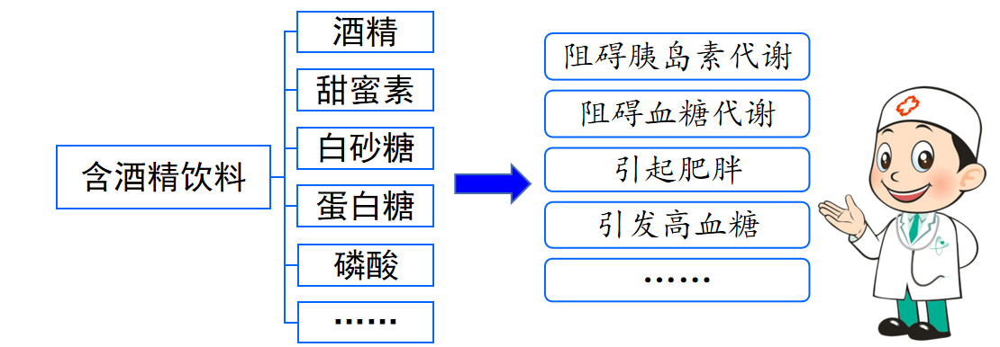 含酒精饮料
酒精
甜蜜素
白砂糖
蛋白糖
磷酸
……
阻碍胰岛素代谢
阻碍血糖代谢
引起肥胖
引发高血糖
……